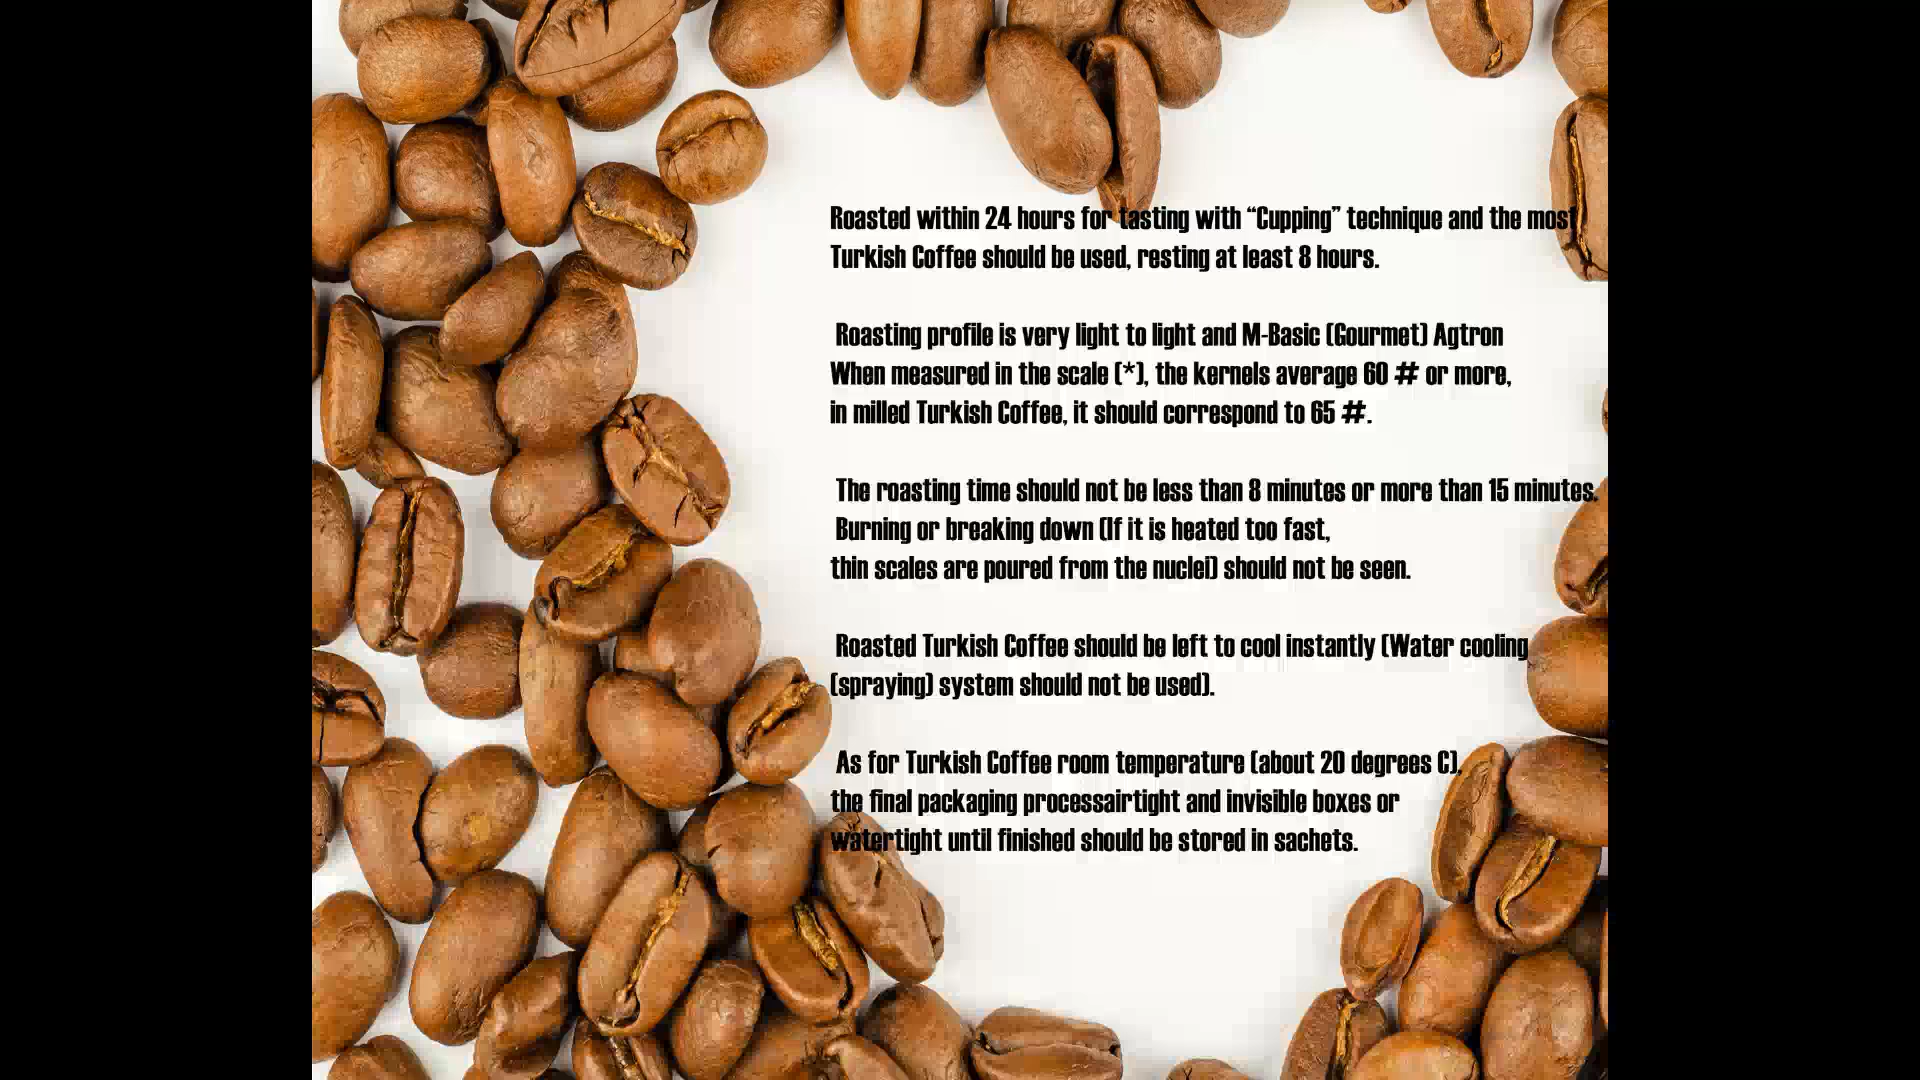 Roasted within 24 hours for tasting with “Cupping” technique and the most
Turkish Coffee should be used, resting at least 8 hours.
Roasting profile is very light to light and M-Basic (Gourmet) Agtron
When measured in the scale (*), the kernels average 60 # or more,
in milled Turkish Coffee, it should correspond to 65 #.
The roasting time should not be less than 8 minutes or more than 15 minutes.
Burning or breaking down (If it is heated too fast,
thin scales are poured from the nuclei) should not be seen.
Roasted Turkish Coffee should be left to cool instantly (Water cooling
(spraying) system should not be used).
As for Turkish Coffee room temperature (about 20 degrees C),
the final packaging processairtight and invisible boxes or
watertight until finished should be stored in sachets.